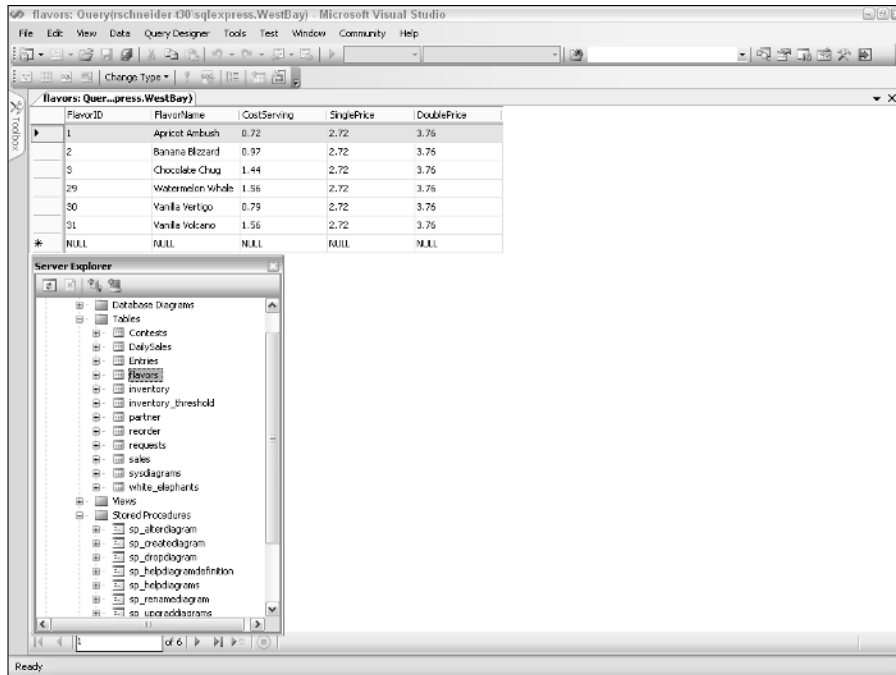 flavors: Query(rschneider-t30\sqlexpress.WestBay) - Microsoft Visual Studio
File Edit View Data Query Designer Tools Test Window Community Help
Change Type
flavors: Quer...press.WestBay)
Toolbox
FlavorID FlavorName CostServing SinglePrice DoublePrice
1 Apricot Ambush 0.72 2.72 3.76
2 Banana Blizzard 0.97 2.72 3.76
3 Chocolate Chug 1.44 2.72 3.76
29 Watermelon Whale 1.56 2.72 3.76
30 Vanilla Vertigo 0.79 2.72 3.76
31 Vanilla Volcano 1.56 2.72 3.76
NULL NULL NULL NULL NULL
Server Explorer
Database Diagrams
Tables
Contests
DailySales
Entries
flavors
inventory
inventory_threshold
partner
reorder
requests
sales
sysdiagrams
white_elephants
Views
Stored Procedures
sp_alterdiagram
sp_creatediagram
sp_dropdiagram
sp_helpdiagramdefinition
sp_helpdiagrams
sp_renamediagram
sp_upgraddiagrams
1 of 6
Ready